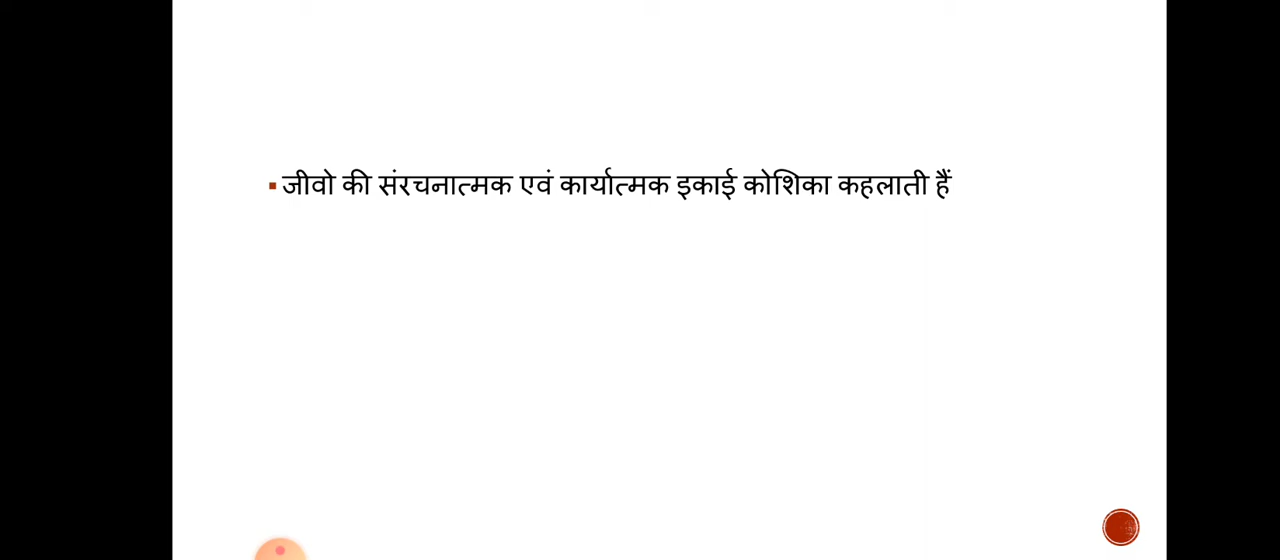 ▪ जीवो की संरचनात्मक एवं कार्यात्मक इकाई कोशिका कहलाती हैं